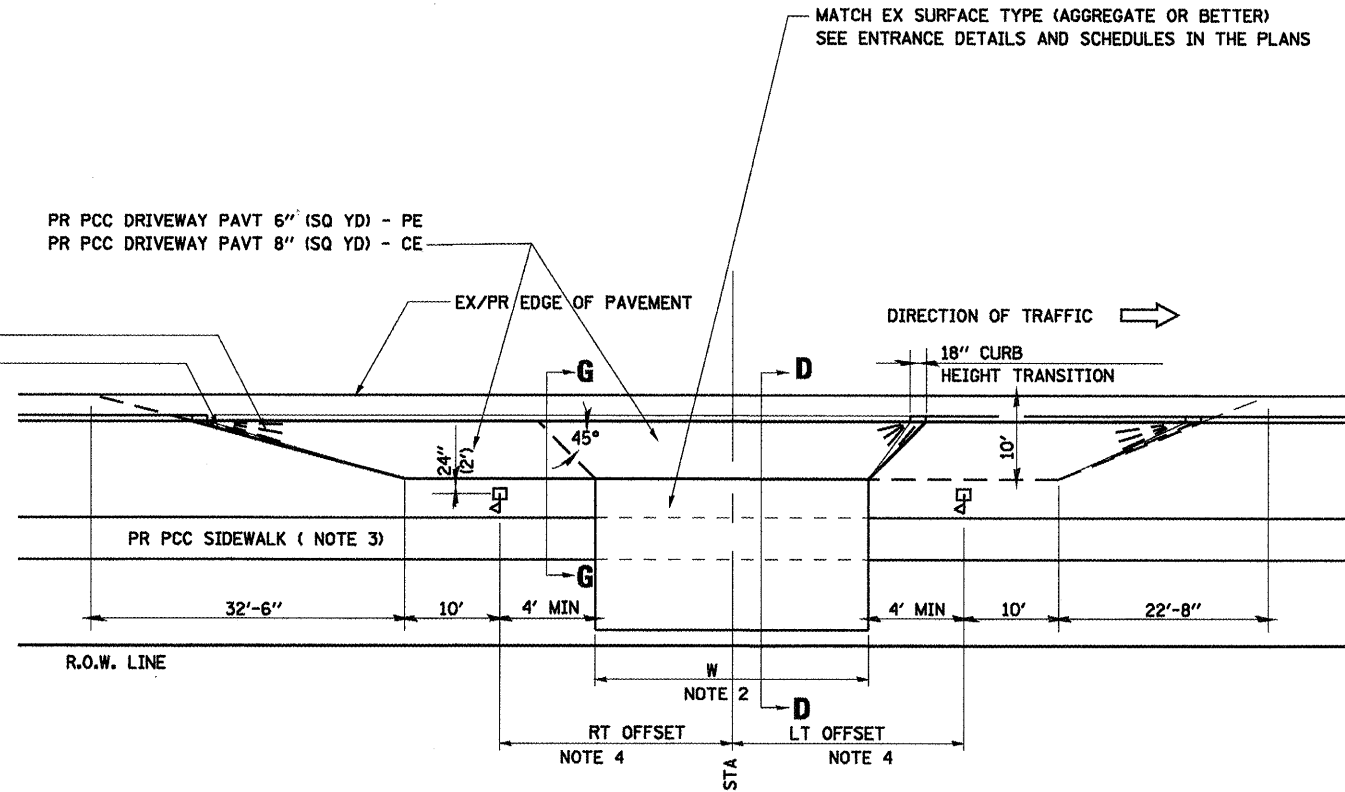 MATCH EX SURFACE TYPE (AGGREGATE OR BETTER)
SEE ENTRANCE DETAILS AND SCHEDULES IN THE PLANS
PR PCC DRIVEWAY PAVT 6" (SQ YD) - PE
PR PCC DRIVEWAY PAVT 8" (SQ YD) - CE
EX/PR EDGE OF PAVEMENT
DIRECTION OF TRAFFIC
18" CURB
HEIGHT TRANSITION
G
D
45°
24"
(2')
10'
PR PCC SIDEWALK ( NOTE 3)
G
32'-6"
10'
4' MIN
4' MIN
10'
22'-8"
R.O.W. LINE
W
NOTE 2
D
RT OFFSET
NOTE 4
LT OFFSET
NOTE 4
STA